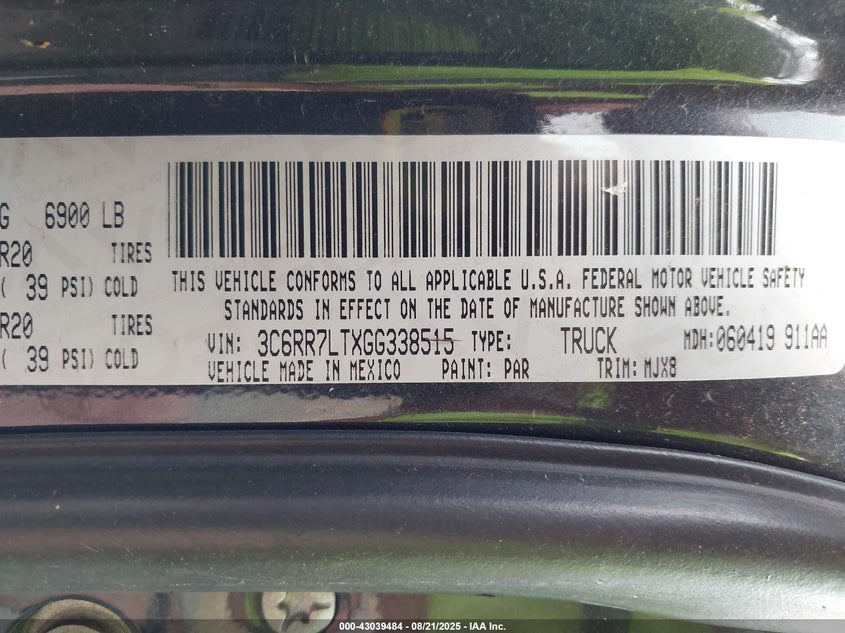 G 6900 LB
R20 TIRES
( 39 PSI) COLD
R20 TIRES
( 39 PSI) COLD
THIS VEHICLE CONFORMS TO ALL APPLICABLE U.S.A. FEDERAL MOTOR VEHICLE SAFETY
STANDARDS IN EFFECT ON THE DATE OF MANUFACTURE SHOWN ABOVE.
VIN: 3C6RR7LTXGG338515 TYPE: TRUCK MDH: 060419 911AA
VEHICLE MADE IN MEXICO PAINT: PAR TRIM: MJX8
000-43039484 - 08/21/2025 - IAA Inc.